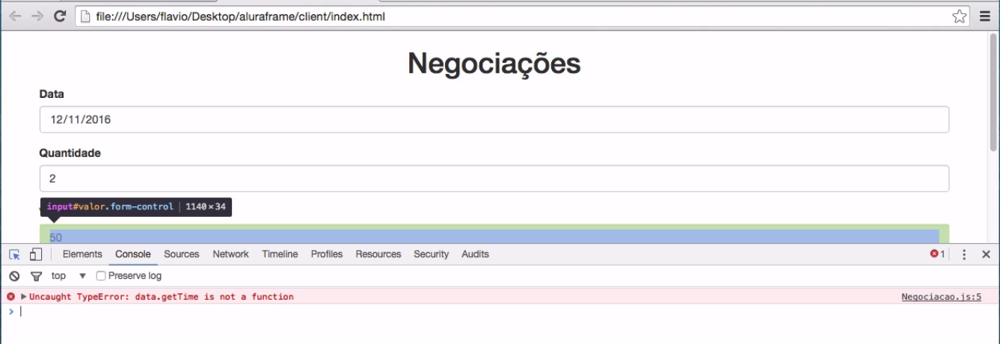 file:///Users/flavio/Desktop/aluraframe/client/index.html
Negociações
Data
12/11/2016
Quantidade
2
input#valor.form-control | 1140×34
50
Elements Console Sources Network Timeline Profiles Resources Security Audits 1
top Preserve log
Uncaught TypeError: data.getTime is not a function Negociacao.js:5